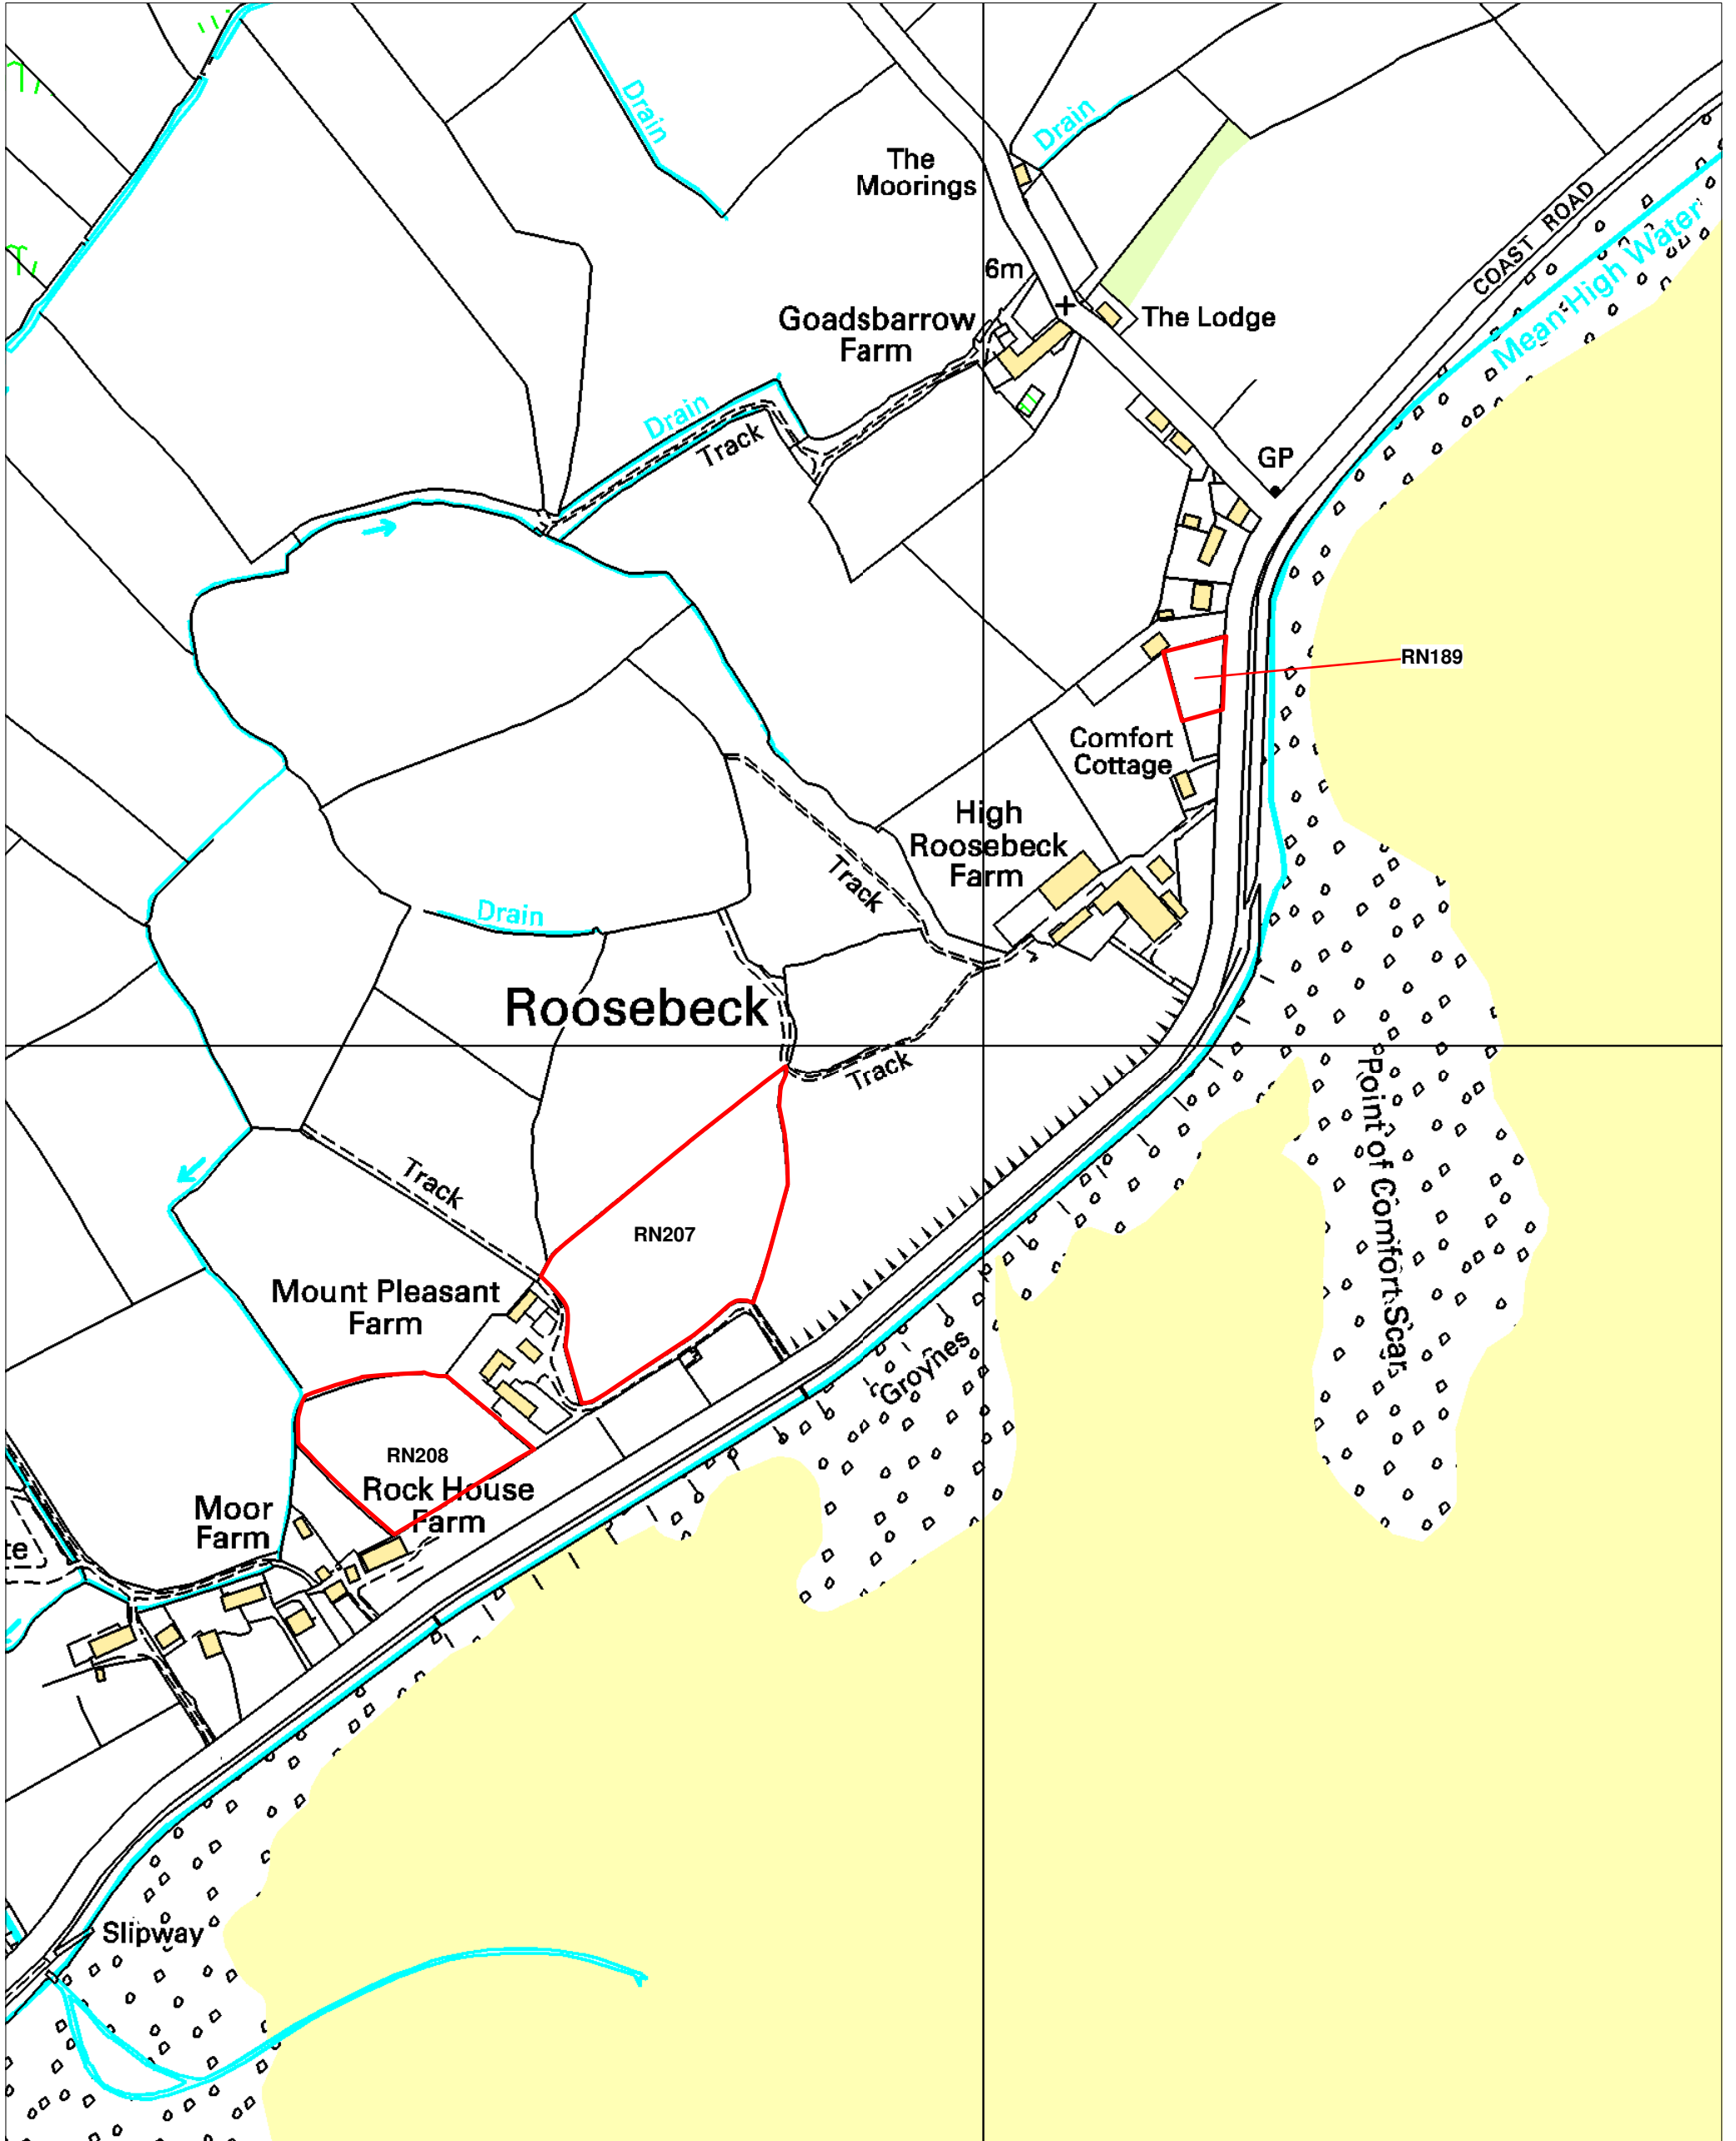 Drain
Drain
The
Moorings
COAST ROAD
Mean High Water
6m
Goadsbarrow
Farm
The Lodge
Drain
Track
GP
RN189
Comfort
Cottage
High
Roosebeck
Farm
Track
Drain
Roosebeck
Track
Point of Comfort Scar
Track
RN207
Mount Pleasant
Farm
Groynes
RN208
Rock House
Farm
Moor
Farm
te
Slipway